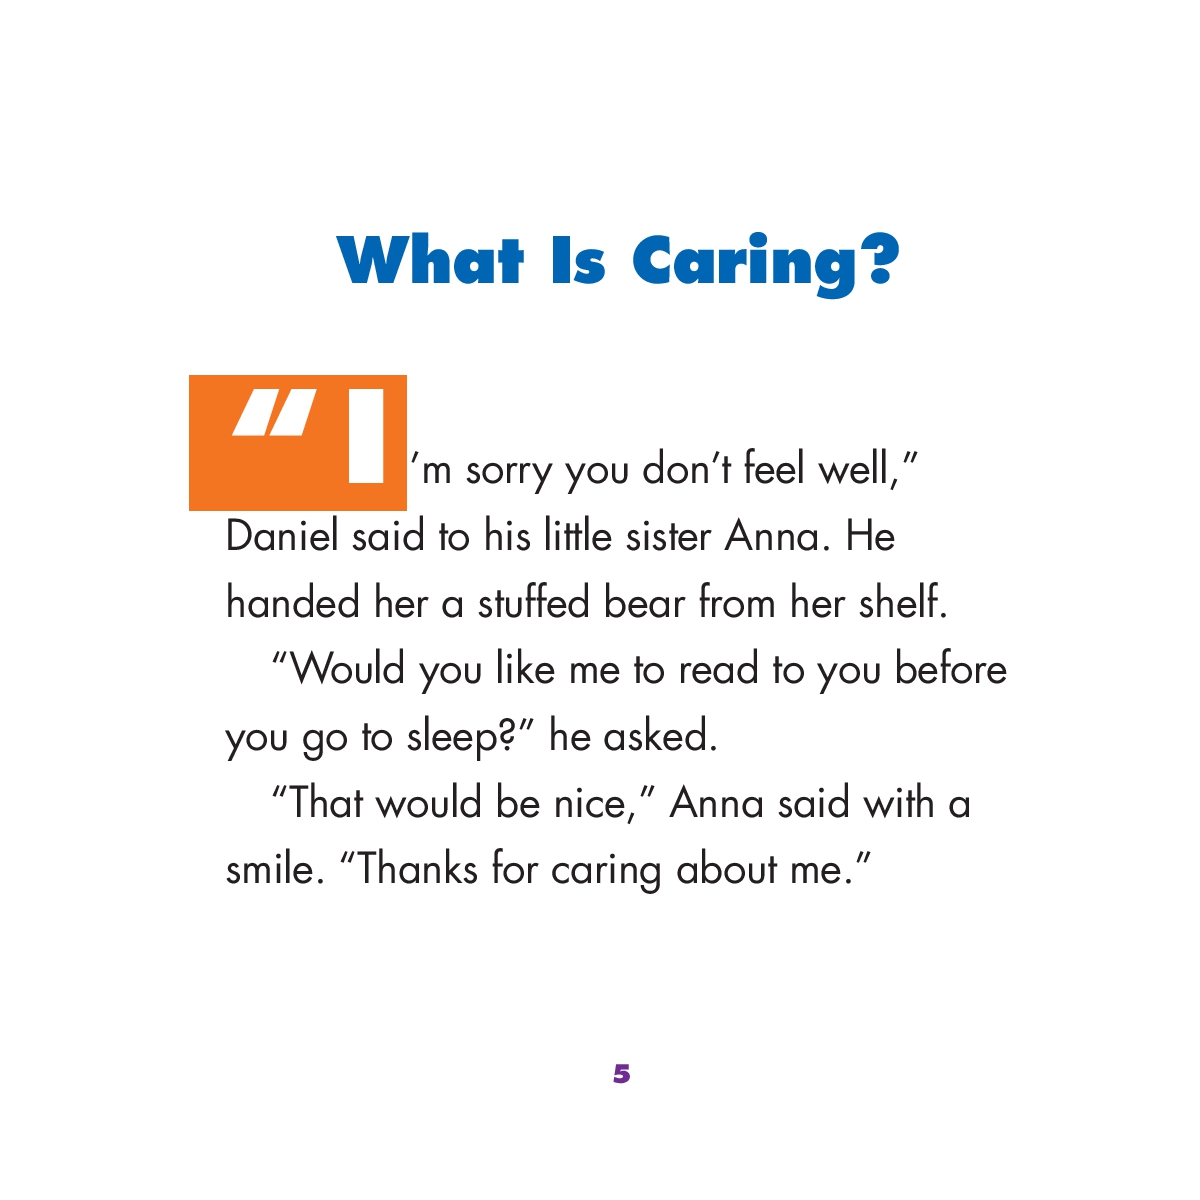 What Is Caring?
“I’m sorry you don’t feel well,”
Daniel said to his little sister Anna. He
handed her a stuffed bear from her shelf.
“Would you like me to read to you before
you go to sleep?” he asked.
“That would be nice,” Anna said with a
smile. “Thanks for caring about me.”
5